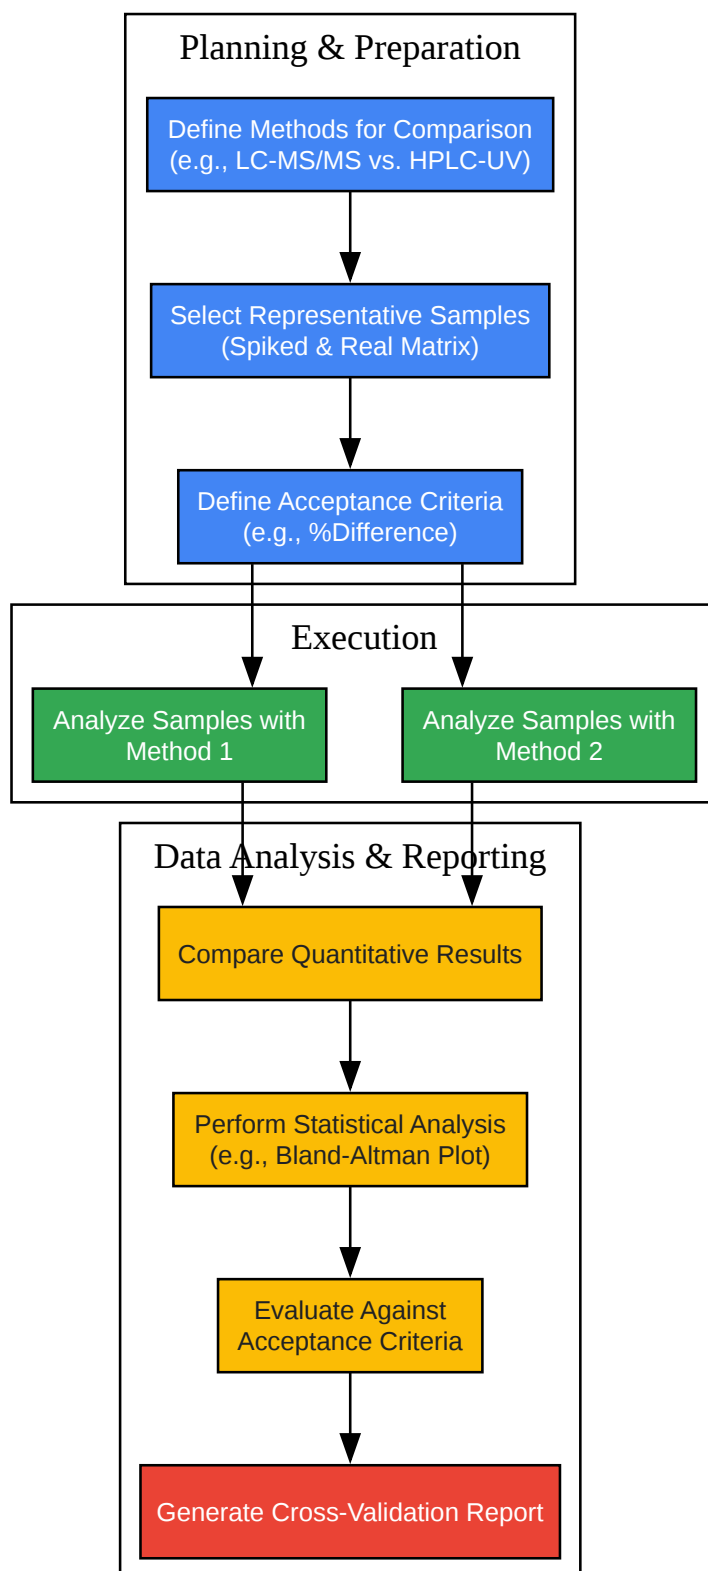 Planning & Preparation
Define Methods for Comparison
(e.g., LC-MS/MS vs. HPLC-UV)
Select Representative Samples
(Spiked & Real Matrix)
Define Acceptance Criteria
(e.g., %Difference)
Execution
Analyze Samples with
Method 1
Analyze Samples with
Method 2
Data Analysis & Reporting
Compare Quantitative Results
Perform Statistical Analysis
(e.g., Bland-Altman Plot)
Evaluate Against
Acceptance Criteria
Generate Cross-Validation Report